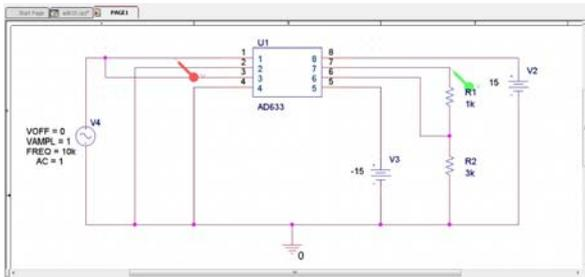 Start Page
PAGE1
U1
1 1 8 8
2 2 7 7
3 3 6 6
4 4 5 5
AD633
V4
VOFF = 0
VAMPL = 1
FREQ = 10k
AC = 1
R1
1k
15
V2
R2
3k
-15
V3
0